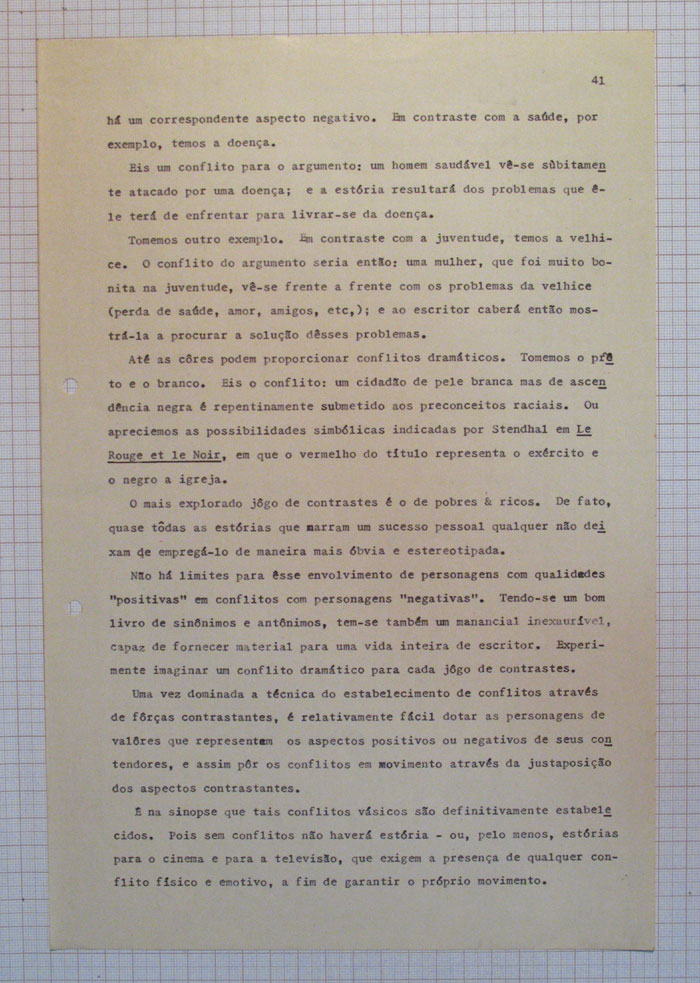 41
há um correspondente aspecto negativo. Em contraste com a saúde, por
exemplo, temos a doença.
Eis um conflito para o argumento: um homem saudável vê-se sùbitamen
te atacado por uma doença; e a estória resultará dos problemas que ê-
le terá de enfrentar para livrar-se da doença.
Tomemos outro exemplo. Em contraste com a juventude, temos a velhi-
ce. O conflito do argumento seria então: uma mulher, que foi muito bo-
nita na juventude, vê-se frente a frente com os problemas da velhice
(perda de saúde, amor, amigos, etc,); e ao escritor caberá então mos-
trá-la a procurar a solução dêsses problemas.
Até as côres podem proporcionar conflitos dramáticos. Tomemos o prê
to e o branco. Eis o conflito: um cidadão de pele branca mas de ascen
dência negra é repentinamente submetido aos preconceitos raciais. Ou
apreciemos as possibilidades simbólicas indicadas por Stendhal em Le
Rouge et le Noir, em que o vermelho do título representa o exército e
o negro a igreja.
O mais explorado jôgo de contrastes é o de pobres & ricos. De fato,
quase tôdas as estórias que narram um sucesso pessoal qualquer não dei
xam de empregá-lo de maneira mais óbvia e estereotipada.
Não há limites para êsse envolvimento de personagens com qualidades
"positivas" em conflitos com personagens "negativas". Tendo-se um bom
livro de sinônimos e antônimos, tem-se também um manancial inexaurível,
capaz de fornecer material para uma vida inteira de escritor. Experi-
mente imaginar um conflito dramático para cada jôgo de contrastes.
Uma vez dominada a técnica do estabelecimento de conflitos através
de fôrças contrastantes, é relativamente fácil dotar as personagens de
valôres que representem os aspectos positivos ou negativos de seus con
tendores, e assim pôr os conflitos em movimento através da justaposição
dos aspectos contrastantes.
É na sinopse que tais conflitos vásicos são definitivamente estabele
cidos. Pois sem conflitos não haverá estória - ou, pelo menos, estórias
para o cinema e para a televisão, que exigem a presença de qualquer con-
flito físico e emotivo, a fim de garantir o próprio movimento.